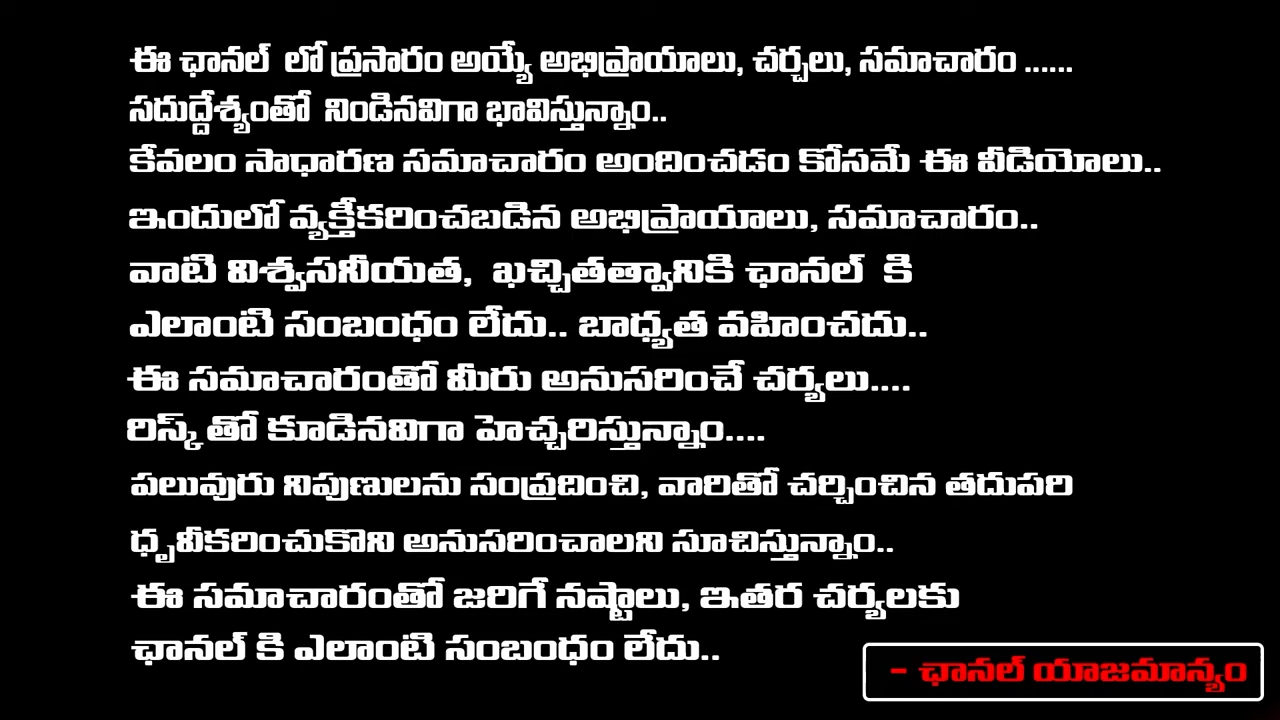 ఈ ఛానల్ లో ప్రసారం అయ్యే అభిప్రాయాలు, చర్చలు, సమాచారం ......
సదుద్దేశ్యంతో నిండినవిగా భావిస్తున్నాం..
కేవలం సాధారణ సమాచారం అందించడం కోసమే ఈ వీడియోలు..
ఇందులో వ్యక్తీకరించబడిన అభిప్రాయాలు, సమాచారం..
వాటి విశ్వసనీయత, ఖచ్చితత్వానికి ఛానల్ కి
ఎలాంటి సంబంధం లేదు.. బాధ్యత వహించదు..
ఈ సమాచారంతో మీరు అనుసరించే చర్యలు....
రిస్క్ తో కూడినవిగా హెచ్చరిస్తున్నాం....
పలువురు నిపుణులను సంప్రదించి, వారితో చర్చించిన తదుపరి
ధృవీకరించుకొని అనుసరించాలని సూచిస్తున్నాం..
ఈ సమాచారంతో జరిగే నష్టాలు, ఇతర చర్యలకు
ఛానల్ కి ఎలాంటి సంబంధం లేదు..
- ఛానల్ యాజమాన్యం